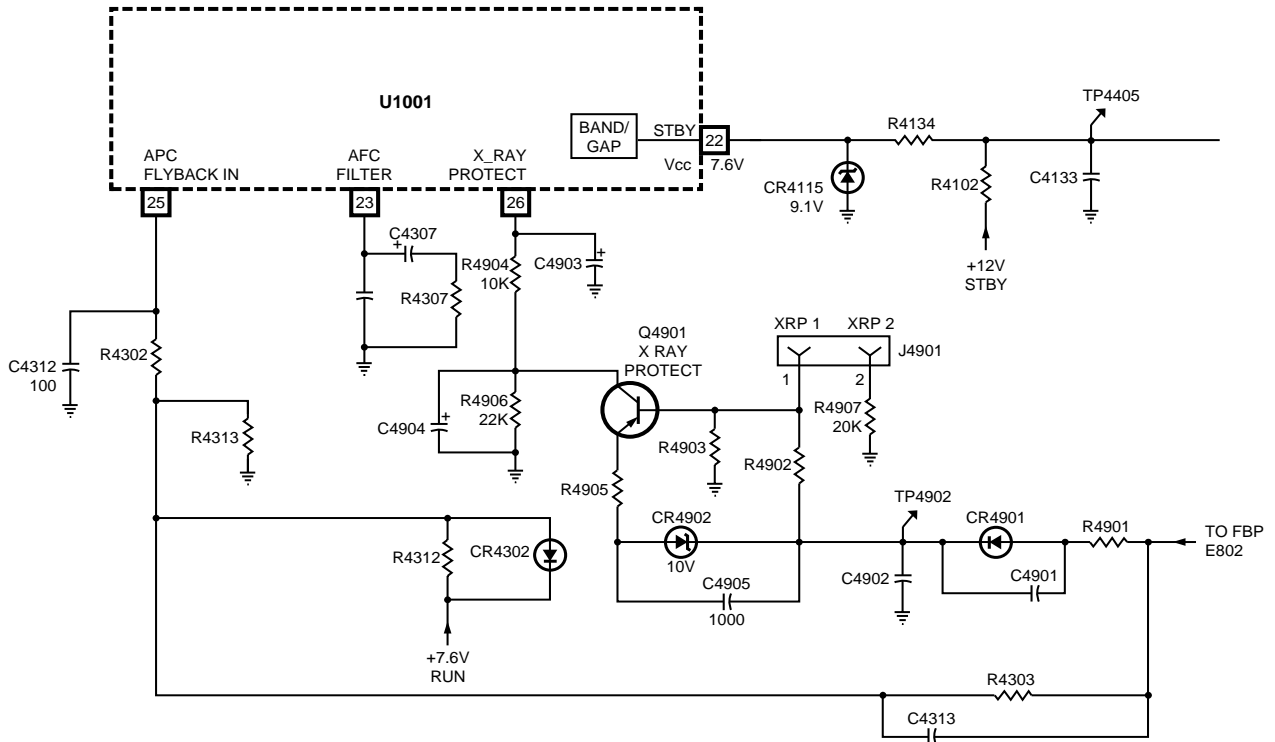 U1001
BAND/
GAP
STBY
22
Vcc
7.6V
APC
FLYBACK IN
AFC
FILTER
X_RAY
PROTECT
25
23
26
TP4405
R4134
CR4115
9.1V
R4102
C4133
+12V
STBY
C4307
+
R4307
R4904
10K
C4903
+
C4312
100
R4302
R4313
Q4901
X RAY
PROTECT
XRP 1
XRP 2
J4901
1
2
R4906
22K
C4904
+
R4907
20K
R4903
R4902
R4905
TP4902
CR4902
10V
CR4901
R4901
TO FBP
E802
R4312
CR4302
C4905
1000
C4902
C4901
+7.6V
RUN
R4303
C4313